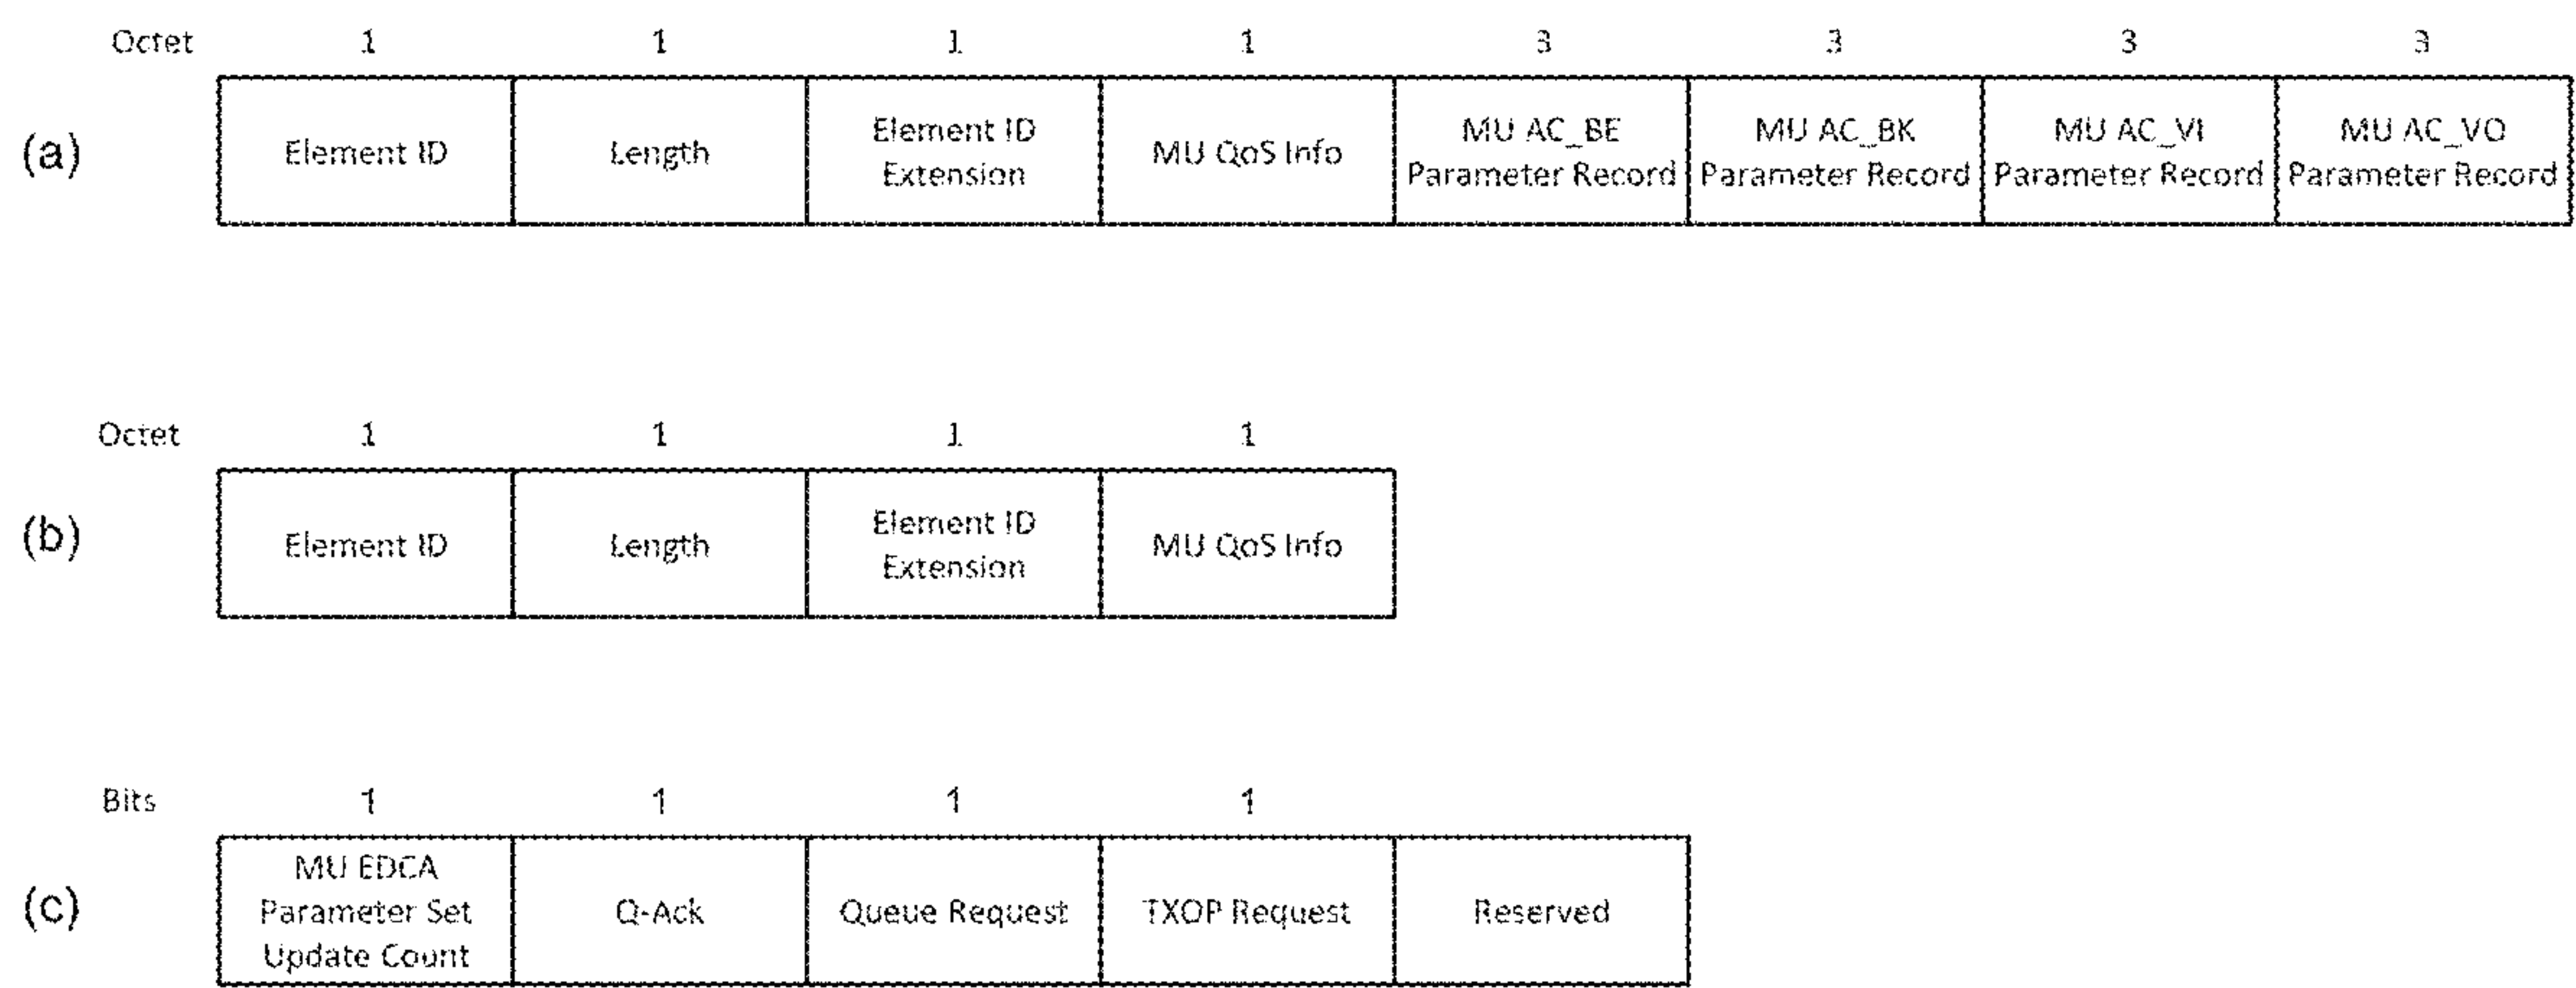 Octet 1 1 1 1 3 3 3 3
(a)
Element ID
Length
Element ID
Extension
MU QoS Info
MU AC_BE
Parameter Record
MU AC_BK
Parameter Record
MU AC_VI
Parameter Record
MU AC_VO
Parameter Record
Octet 1 1 1 1
(b)
Element ID
Length
Element ID
Extension
MU QoS Info
Bits 1 1 1 1
(c)
MU EDCA
Parameter Set
Update Count
Q-Ack
Queue Request
TXOP Request
Reserved